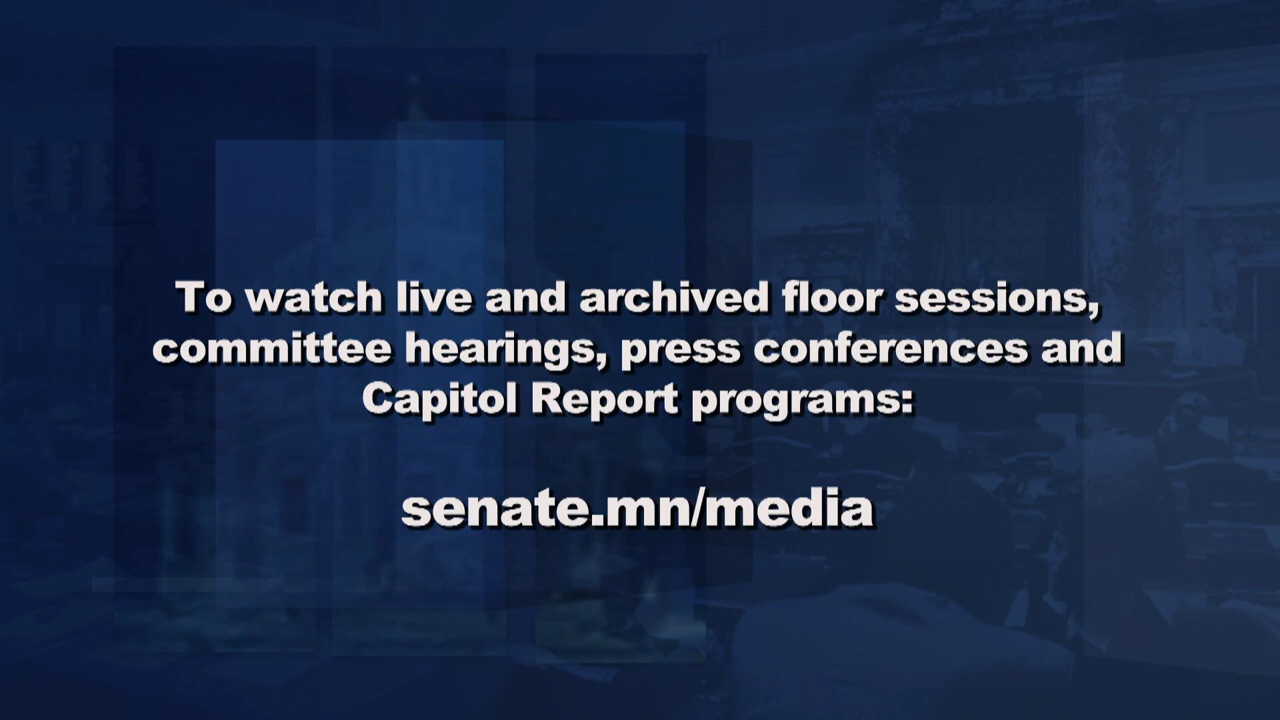 To watch live and archived floor sessions,
committee hearings, press conferences and
Capitol Report programs:
senate.mn/media